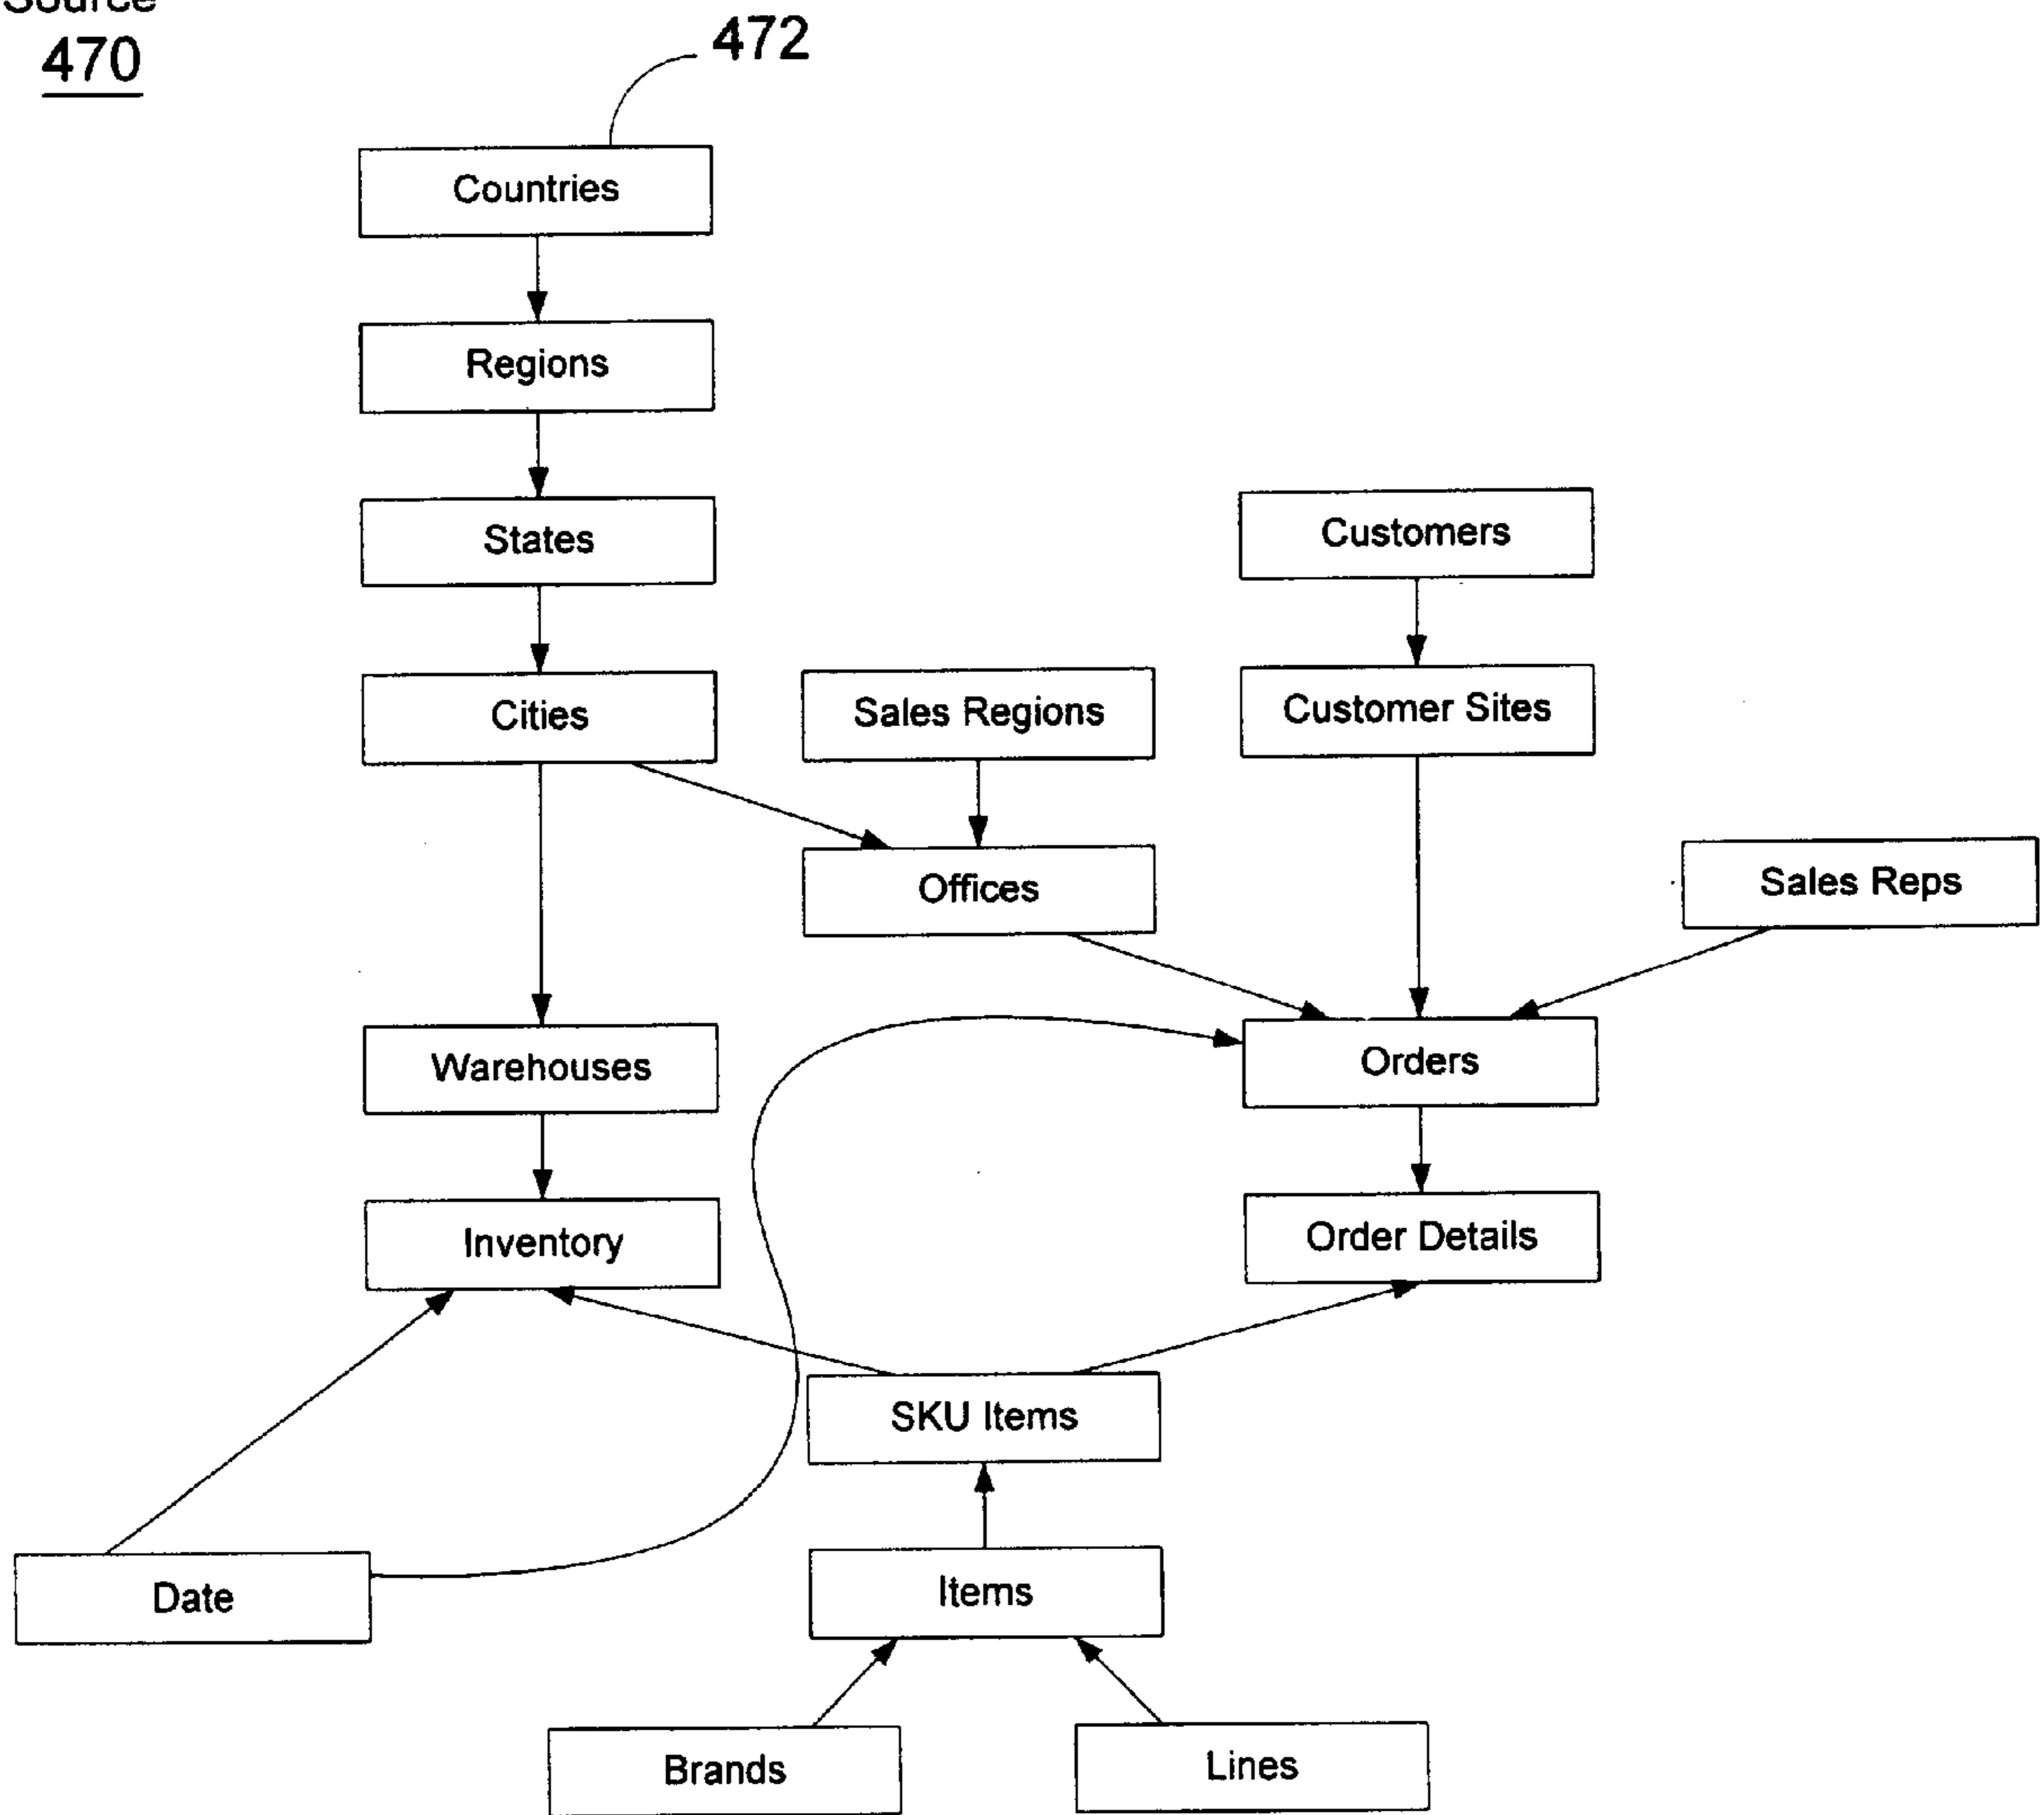 Source
470
472
Countries
Regions
States
Customers
Cities
Sales Regions
Customer Sites
Offices
Sales Reps
Warehouses
Orders
Inventory
Order Details
SKU Items
Date
Items
Brands
Lines